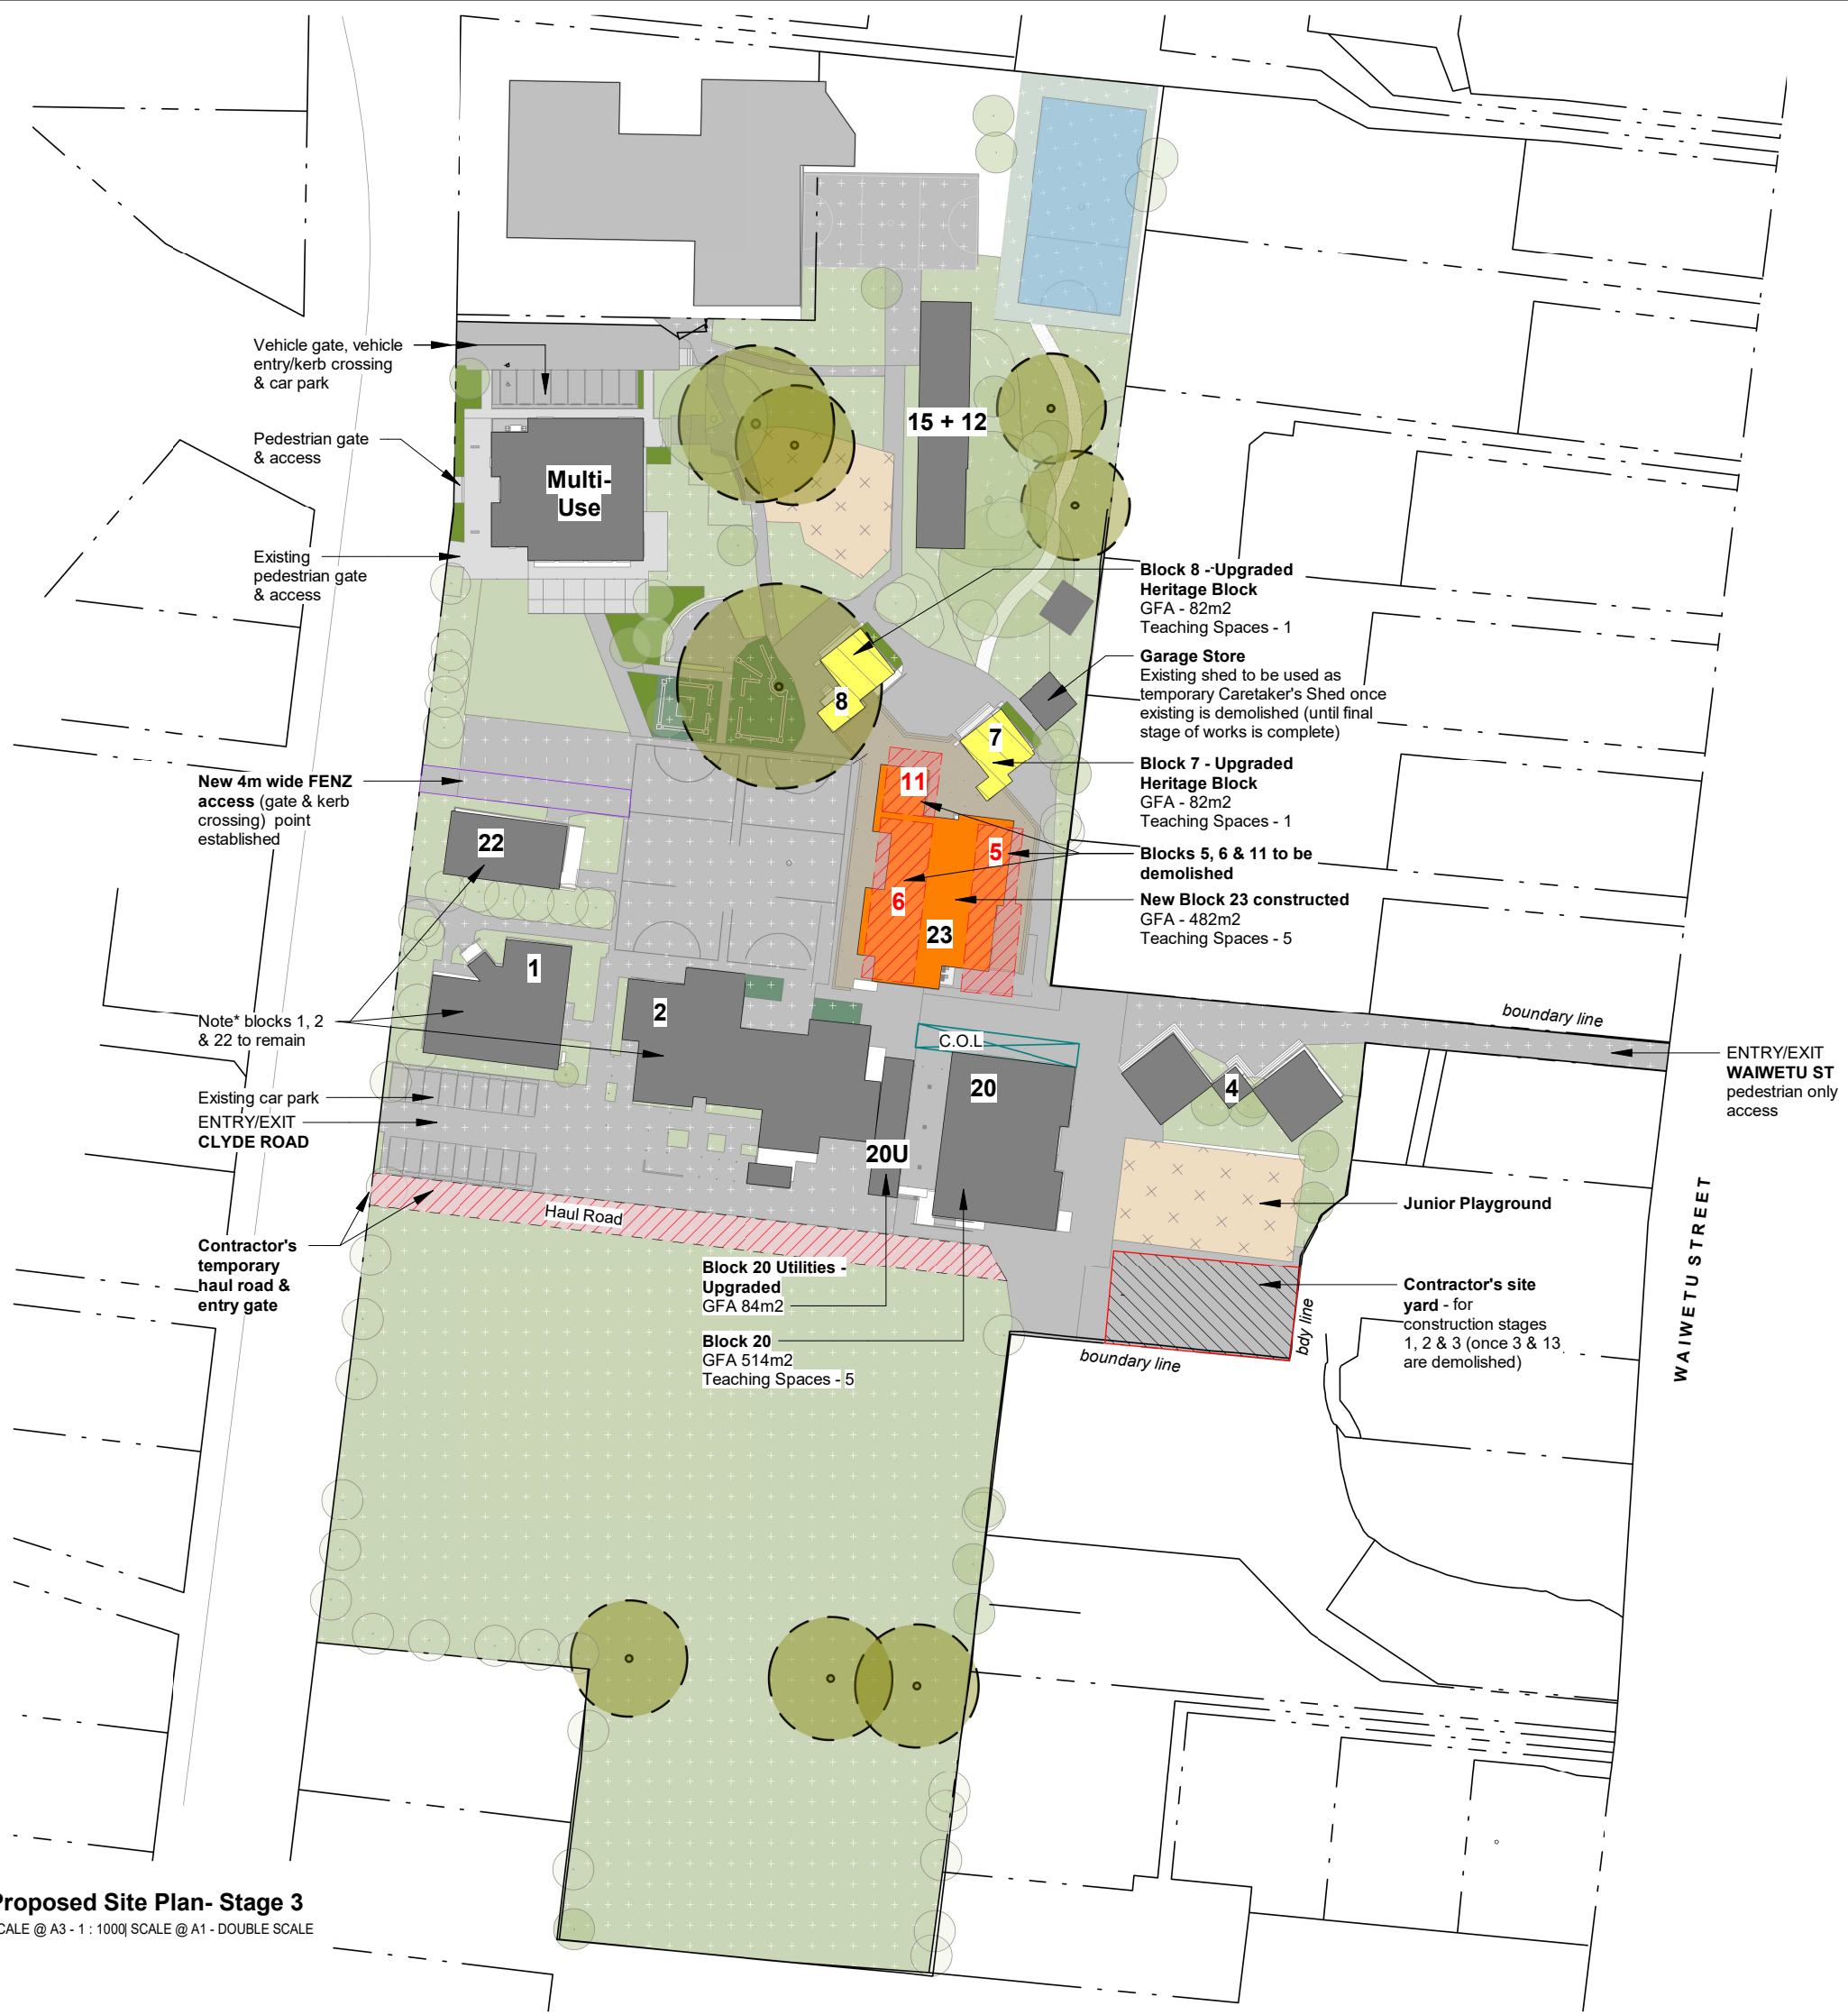 Vehicle gate, vehicle
entry/kerb crossing
& car park
Pedestrian gate
& access
Existing
pedestrian gate
& access
New 4m wide FENZ
access (gate & kerb
crossing) point
established
Note* blocks 1, 2
& 22 to remain
Existing car park
ENTRY/EXIT
CLYDE ROAD
Contractor's
temporary
haul road &
entry gate
Multi-
Use
15 + 12
8
7
11
5
6
23
22
1
2
C.O.L
20
20U
4
Haul Road
Block 8 - Upgraded
Heritage Block
GFA - 82m2
Teaching Spaces - 1
Garage Store
Existing shed to be used as
temporary Caretaker's Shed once
existing is demolished (until final
stage of works is complete)
Block 7 - Upgraded
Heritage Block
GFA - 82m2
Teaching Spaces - 1
Blocks 5, 6 & 11 to be
demolished
New Block 23 constructed
GFA - 482m2
Teaching Spaces - 5
boundary line
ENTRY/EXIT
WAIWETU ST
pedestrian only
access
Junior Playground
Contractor's site
yard - for
construction stages
1, 2 & 3 (once 3 & 13
are demolished)
bdy line
boundary line
WAIWETU STREET
Block 20 Utilities -
Upgraded
GFA 84m2
Block 20
GFA 514m2
Teaching Spaces - 5
Proposed Site Plan- Stage 3
SCALE @ A3 - 1 : 1000| SCALE @ A1 - DOUBLE SCALE